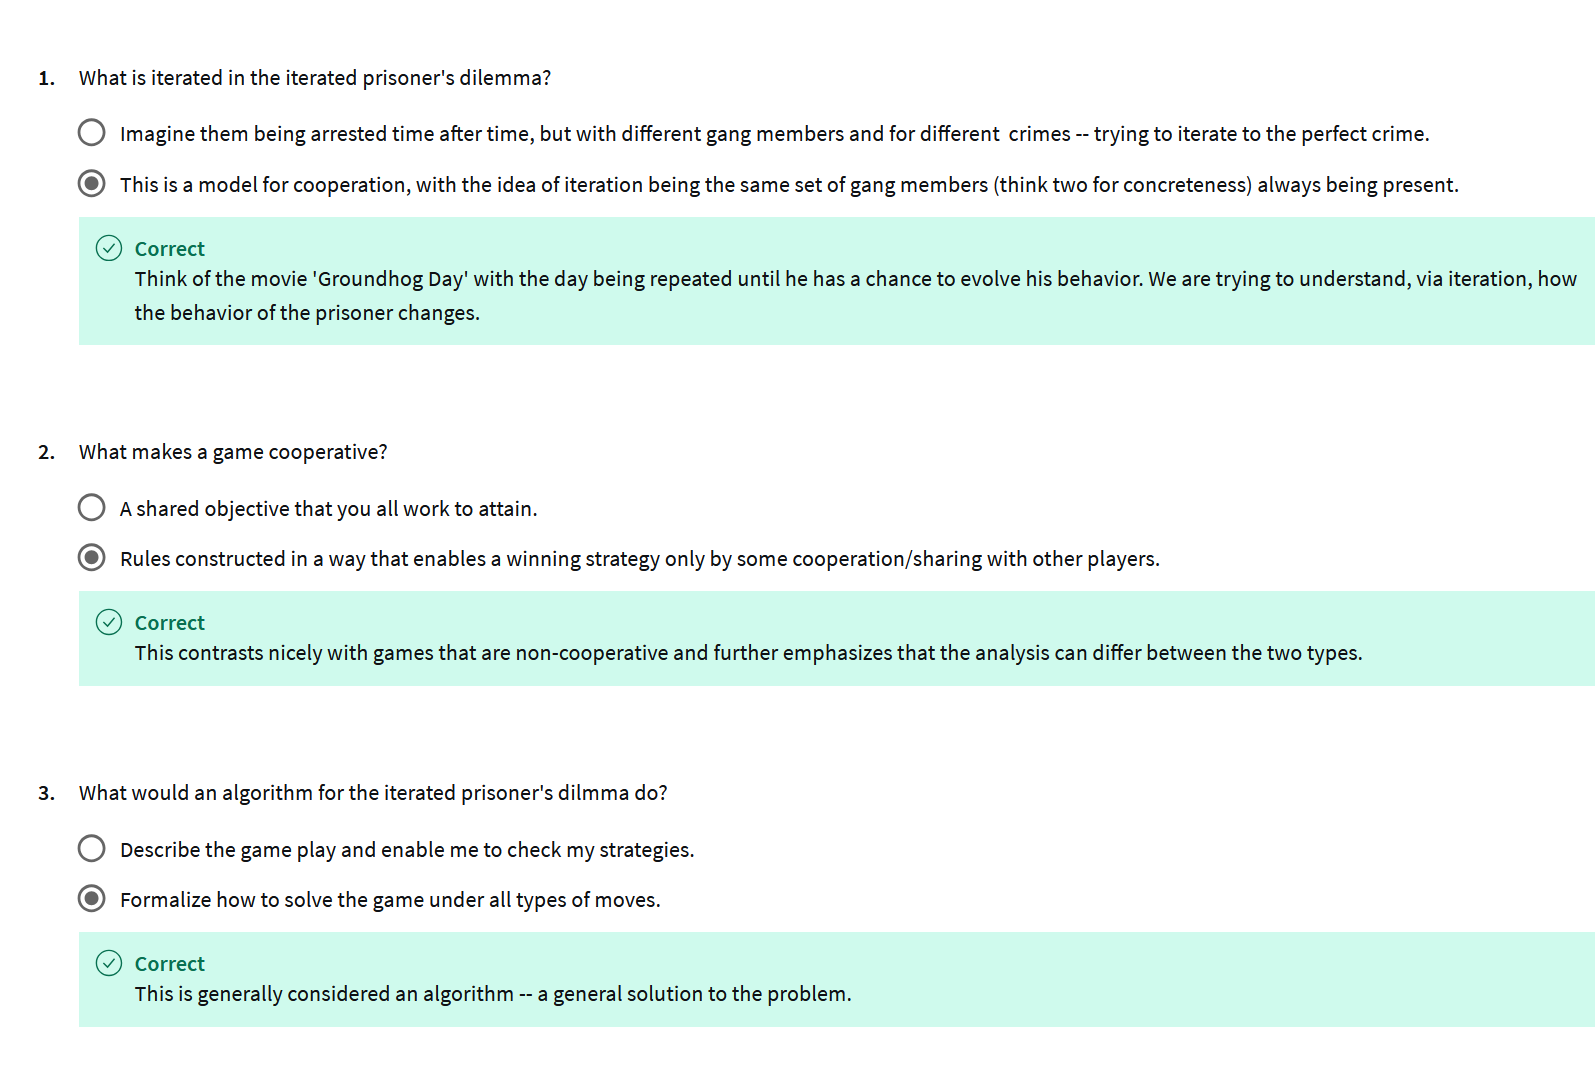 1. What is iterated in the iterated prisoner's dilemma?
Imagine them being arrested time after time, but with different gang members and for different crimes -- trying to iterate to the perfect crime.
This is a model for cooperation, with the idea of iteration being the same set of gang members (think two for concreteness) always being present.
Correct
Think of the movie 'Groundhog Day' with the day being repeated until he has a chance to evolve his behavior. We are trying to understand, via iteration, how
the behavior of the prisoner changes.
2. What makes a game cooperative?
A shared objective that you all work to attain.
Rules constructed in a way that enables a winning strategy only by some cooperation/sharing with other players.
Correct
This contrasts nicely with games that are non-cooperative and further emphasizes that the analysis can differ between the two types.
3. What would an algorithm for the iterated prisoner's dilmma do?
Describe the game play and enable me to check my strategies.
Formalize how to solve the game under all types of moves.
Correct
This is generally considered an algorithm -- a general solution to the problem.